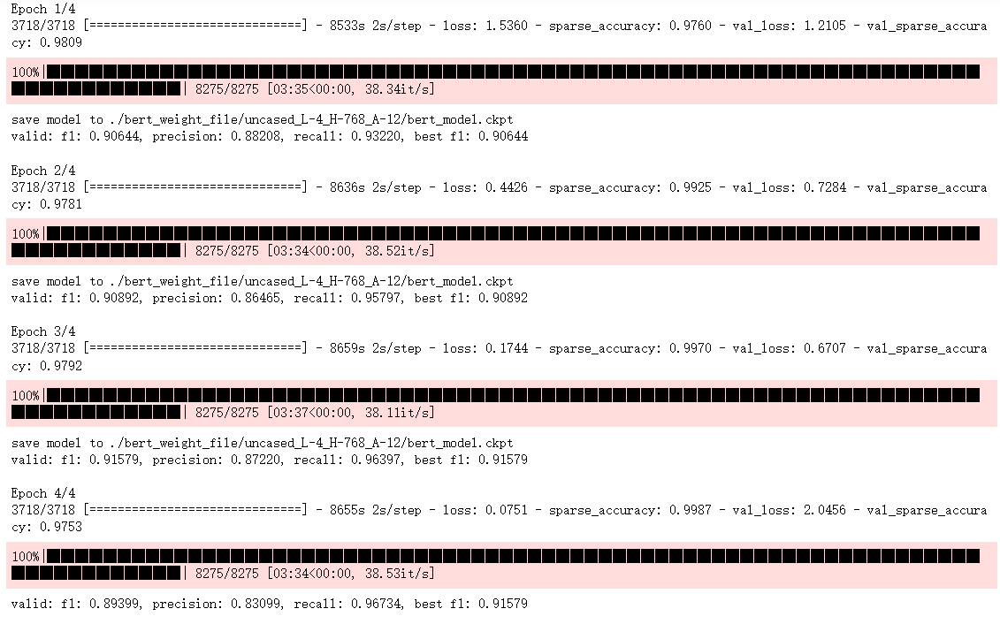 Epoch 1/4
3718/3718 [==============================] - 8533s 2s/step - loss: 1.5360 - sparse_accuracy: 0.9760 - val_loss: 1.2105 - val_sparse_accura
cy: 0.9809
100%|
| 8275/8275 [03:35<00:00, 38.34it/s]
save model to ./bert_weight_file/uncased_L-4_H-768_A-12/bert_model.ckpt
valid: f1: 0.90644, precision: 0.88208, recall: 0.93220, best f1: 0.90644
Epoch 2/4
3718/3718 [==============================] - 8636s 2s/step - loss: 0.4426 - sparse_accuracy: 0.9925 - val_loss: 0.7284 - val_sparse_accura
cy: 0.9781
100%|
| 8275/8275 [03:34<00:00, 38.52it/s]
save model to ./bert_weight_file/uncased_L-4_H-768_A-12/bert_model.ckpt
valid: f1: 0.90892, precision: 0.86465, recall: 0.95797, best f1: 0.90892
Epoch 3/4
3718/3718 [==============================] - 8659s 2s/step - loss: 0.1744 - sparse_accuracy: 0.9970 - val_loss: 0.6707 - val_sparse_accura
cy: 0.9792
100%|
| 8275/8275 [03:37<00:00, 38.11it/s]
save model to ./bert_weight_file/uncased_L-4_H-768_A-12/bert_model.ckpt
valid: f1: 0.91579, precision: 0.87220, recall: 0.96397, best f1: 0.91579
Epoch 4/4
3718/3718 [==============================] - 8655s 2s/step - loss: 0.0751 - sparse_accuracy: 0.9987 - val_loss: 2.0456 - val_sparse_accura
cy: 0.9753
100%|
| 8275/8275 [03:34<00:00, 38.53it/s]
valid: f1: 0.89399, precision: 0.83099, recall: 0.96734, best f1: 0.91579